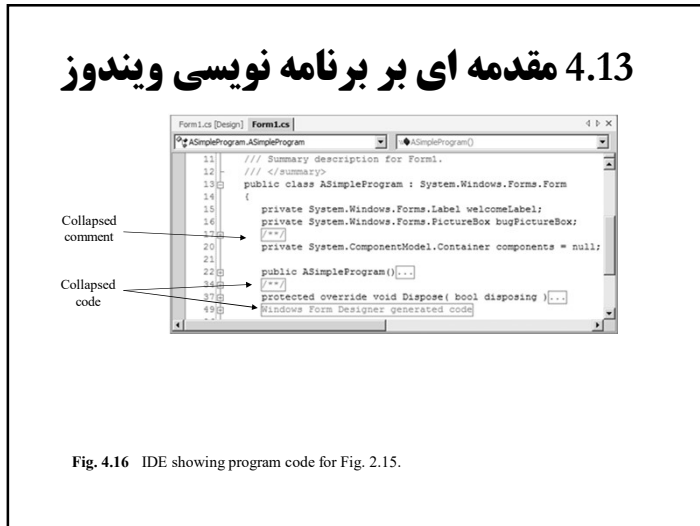 4.13 مقدمه ای بر برنامه نویسی ویندوز
Form1.cs [Design] Form1.cs
ASimpleProgram.ASimpleProgram ASimpleProgram()
11 /// Summary description for Form1.
12 /// </summary>
13 public class ASimpleProgram : System.Windows.Forms.Form
14 {
15 private System.Windows.Forms.Label welcomeLabel;
16 private System.Windows.Forms.PictureBox bugPictureBox;
17 /**/
20 private System.ComponentModel.Container components = null;
21
22 public ASimpleProgram()...
34 /**/
37 protected override void Dispose( bool disposing )...
49 Windows Form Designer generated code
Collapsed
comment
Collapsed
code
Fig. 4.16 IDE showing program code for Fig. 2.15.